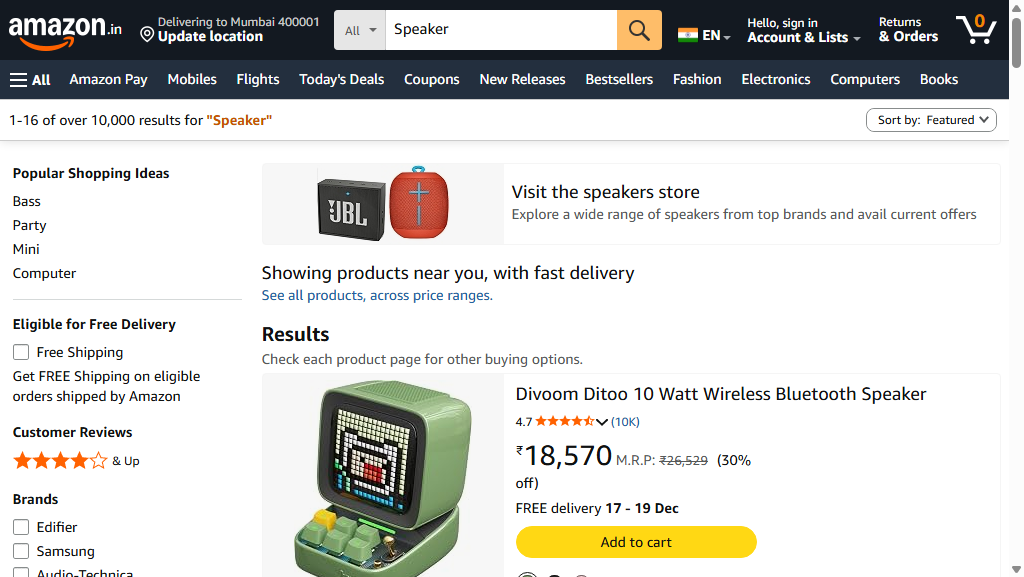 amazon.in
Delivering to Mumbai 400001
Update location
All
Speaker
EN
Hello, sign in
Account & Lists
Returns
& Orders
0
All
Amazon Pay
Mobiles
Flights
Today's Deals
Coupons
New Releases
Bestsellers
Fashion
Electronics
Computers
Books
1-16 of over 10,000 results for "Speaker"
Sort by: Featured
Popular Shopping Ideas
Bass
Party
Mini
Computer
Eligible for Free Delivery
Free Shipping
Get FREE Shipping on eligible
orders shipped by Amazon
Customer Reviews
& Up
Brands
Edifier
Samsung
Audio-Technica
JBL
Visit the speakers store
Explore a wide range of speakers from top brands and avail current offers
Showing products near you, with fast delivery
See all products, across price ranges.
Results
Check each product page for other buying options.
Divoom Ditoo 10 Watt Wireless Bluetooth Speaker
4.7 (10K)
₹18,570 M.R.P: ₹26,529 (30%
off)
FREE delivery 17 - 19 Dec
Add to cart